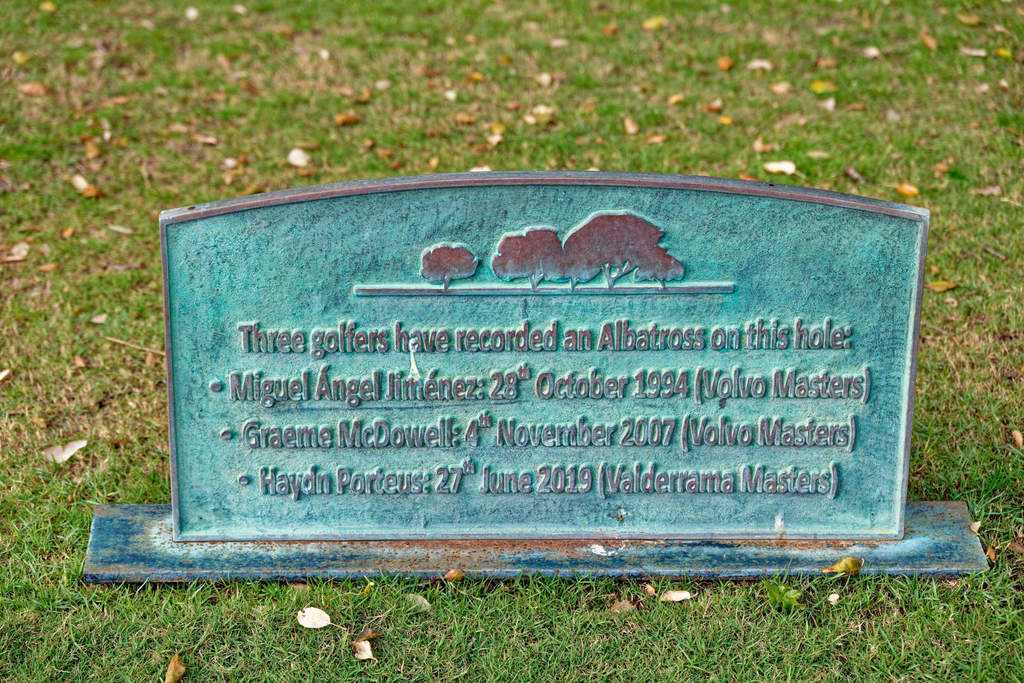 Three golfers have recorded an Albatross on this hole:
- Miguel Ángel Jiménez: 28th October 1994 (Volvo Masters)
- Graeme McDowell: 4th November 2007 (Volvo Masters)
- Haydn Porteus: 27th June 2019 (Valderrama Masters)